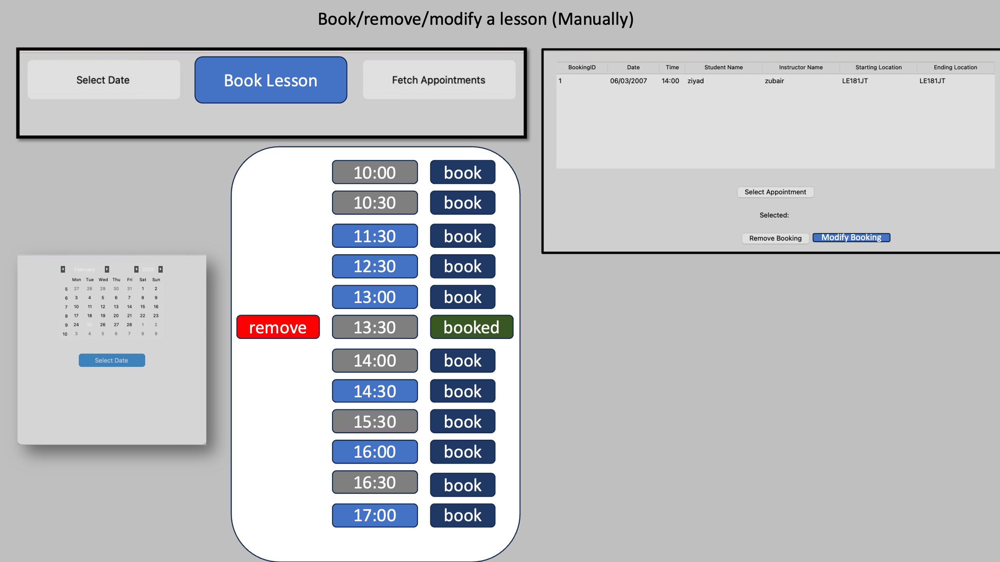 Book/remove/modify a lesson (Manually)
Select Date
Book Lesson
Fetch Appointments
BookingID Date Time Student Name Instructor Name Starting Location Ending Location
1 06/03/2007 14:00 ziyad zubair LE181JT LE181JT
Select Appointment
Selected:
Remove Booking
Modify Booking
10:00 book
10:30 book
11:30 book
12:30 book
13:00 book
remove 13:30 booked
14:00 book
14:30 book
15:30 book
16:00 book
16:30 book
17:00 book
February 2025
Mon Tue Wed Thu Fri Sat Sun
5 27 28 29 30 31 1 2
6 3 4 5 6 7 8 9
7 10 11 12 13 14 15 16
8 17 18 19 20 21 22 23
9 24 25 26 27 28 1 2
10 3 4 5 6 7 8 9
Select Date